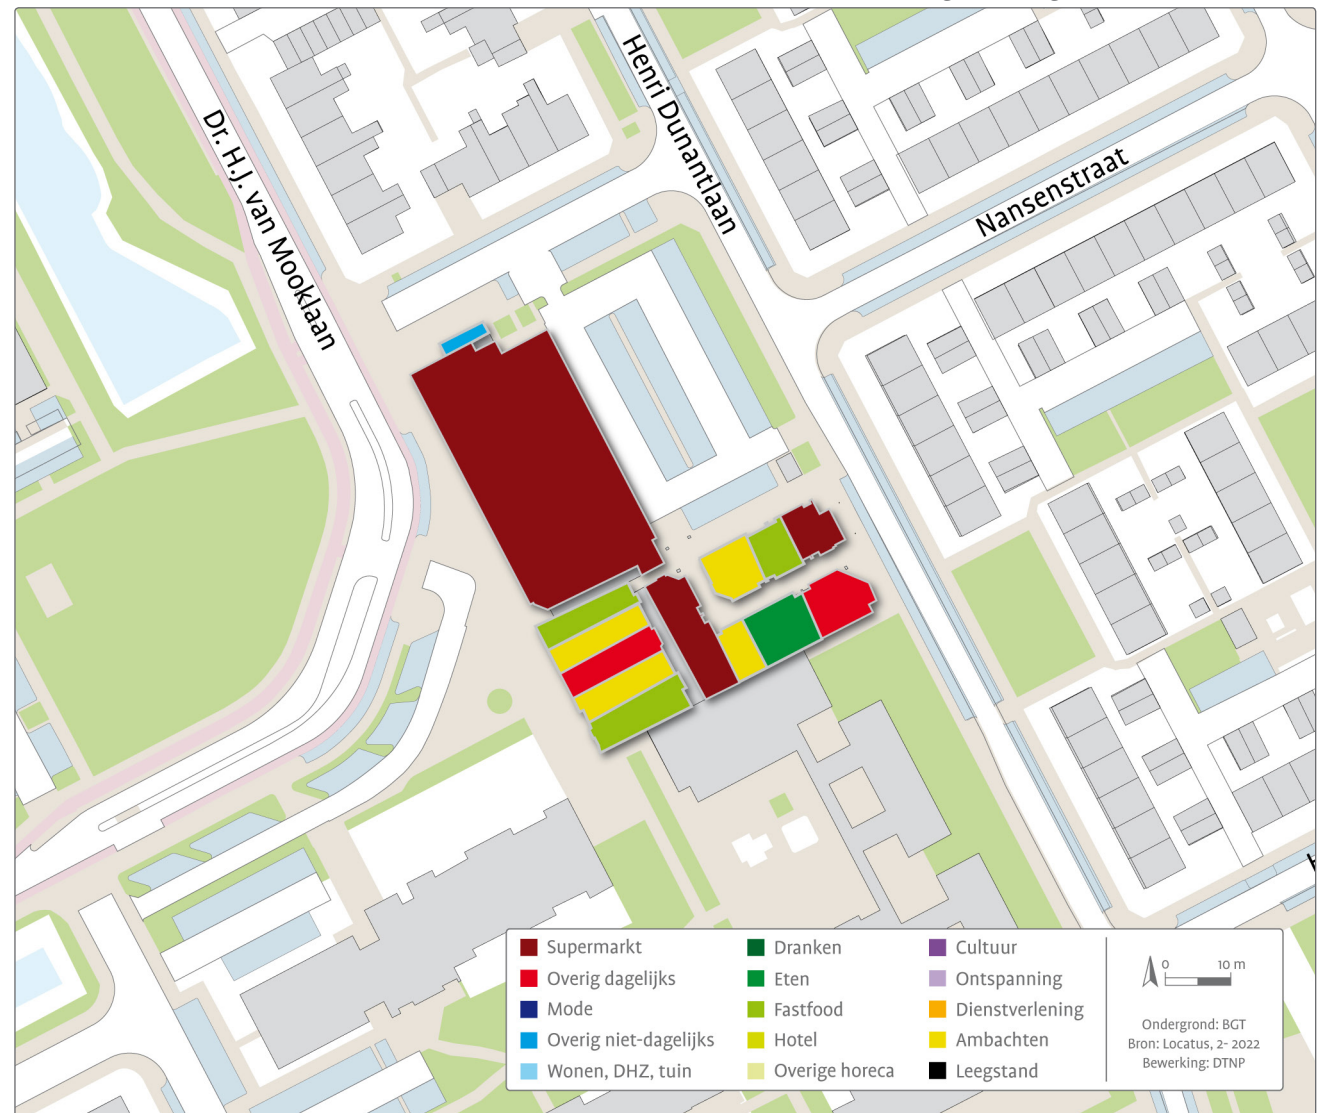 Henri Dunantlaan
Dr. H.J. van Mooklaan
Nansenstraat
Supermarkt
Overig dagelijks
Mode
Overig niet-dagelijks
Wonen, DHZ, tuin
Dranken
Eten
Fastfood
Hotel
Overige horeca
Cultuur
Ontspanning
Dienstverlening
Ambachten
Leegstand
0 10 m
Ondergrond: BGT
Bron: Locatus, 2- 2022
Bewerking: DTNP